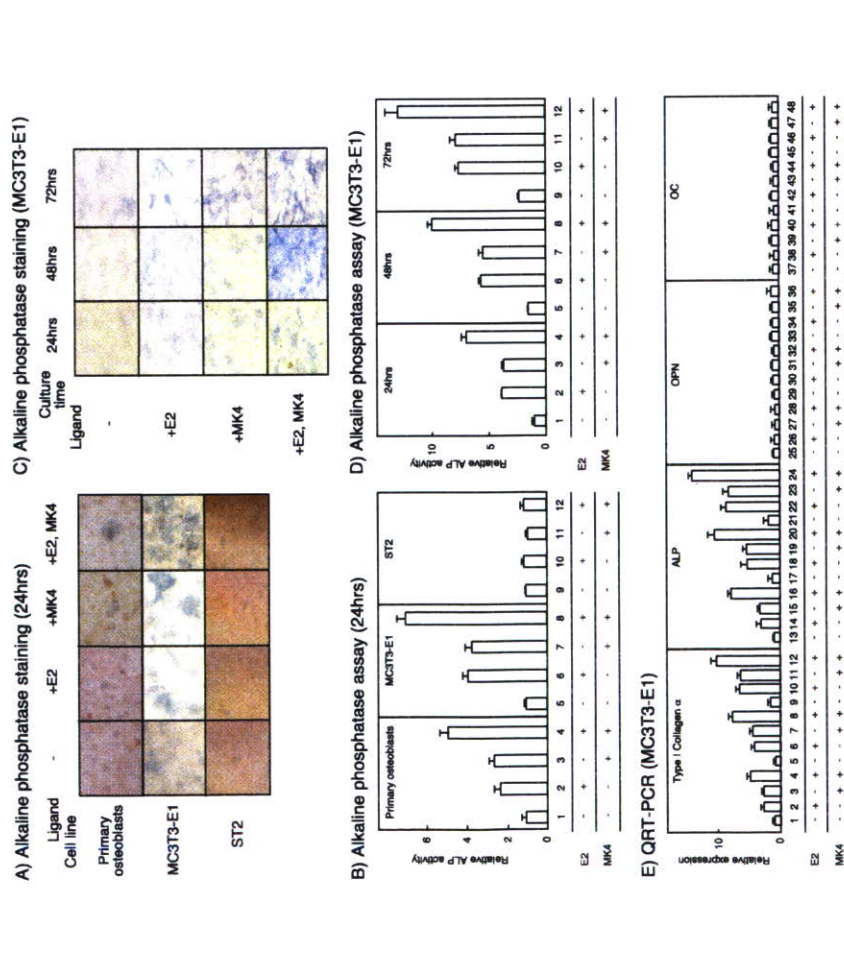 A) Alkaline phosphatase staining (24hrs)
Ligand - +E2 +MK4 +E2, MK4
Cell line
Primary
osteoblasts
MC3T3-E1
ST2
B) Alkaline phosphatase assay (24hrs)
Relative ALP activity
6
4
2
0
Primary osteoblasts MC3T3-E1 ST2
1 2 3 4 5 6 7 8 9 10 11 12
E2 - + - + - + - + - + - +
MK4 - - + + - - + + - - + +
C) Alkaline phosphatase staining (MC3T3-E1)
Culture
time
24hrs 48hrs 72hrs
Ligand
-
+E2
+MK4
+E2, MK4
D) Alkaline phosphatase assay (MC3T3-E1)
Relative ALP activity
10
5
0
24hrs 48hrs 72hrs
1 2 3 4 5 6 7 8 9 10 11 12
E2 - + - + - + - + - + - +
MK4 - - + + - - + + - - + +
E) QRT-PCR (MC3T3-E1)
Relative expression
10
0
Type I Collagen α ALP OPN OC
1 2 3 4 5 6 7 8 9 10 11 12 13 14 15 16 17 18 19 20 21 22 23 24 25 26 27 28 29 30 31 32 33 34 35 36 37 38 39 40 41 42 43 44 45 46 47 48
E2 - + - + - + - + - + - + - + - + - + - + - + - + - + - + - + - + - + - + - + - + - + - + - + - +
MK4 - - + + - - + + - - + + - - + + - - + + - - + + - - + + - - + + - - + + - - + + - - + + - - + +